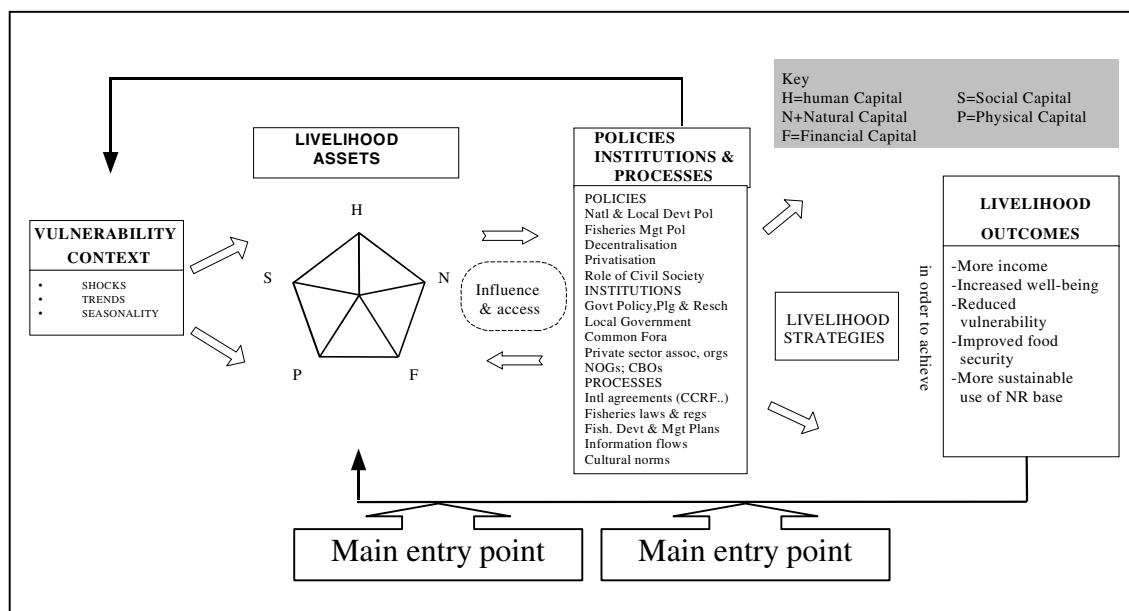 Key
H=human Capital S=Social Capital
N+Natural Capital P=Physical Capital
F=Financial Capital
VULNERABILITY
CONTEXT
• SHOCKS
• TRENDS
• SEASONALITY
LIVELIHOOD
ASSETS
H
S
N
P
F
Influence
& access
POLICIES
INSTITUTIONS &
PROCESSES
POLICIES
Natl & Local Devt Pol
Fisheries Mgt Pol
Decentralisation
Privatisation
Role of Civil Society
INSTITUTIONS
Govt Policy,Plg & Resch
Local Government
Common Fora
Private sector assoc, orgs
NOGs; CBOs
PROCESSES
Intl agreements (CCRF..)
Fisheries laws & regs
Fish. Devt & Mgt Plans
Information flows
Cultural norms
LIVELIHOOD
STRATEGIES
in order to achieve
LIVELIHOOD
OUTCOMES
-More income
-Increased well-being
-Reduced
vulnerability
-Improved food
security
-More sustainable
use of NR base
Main entry point
Main entry point